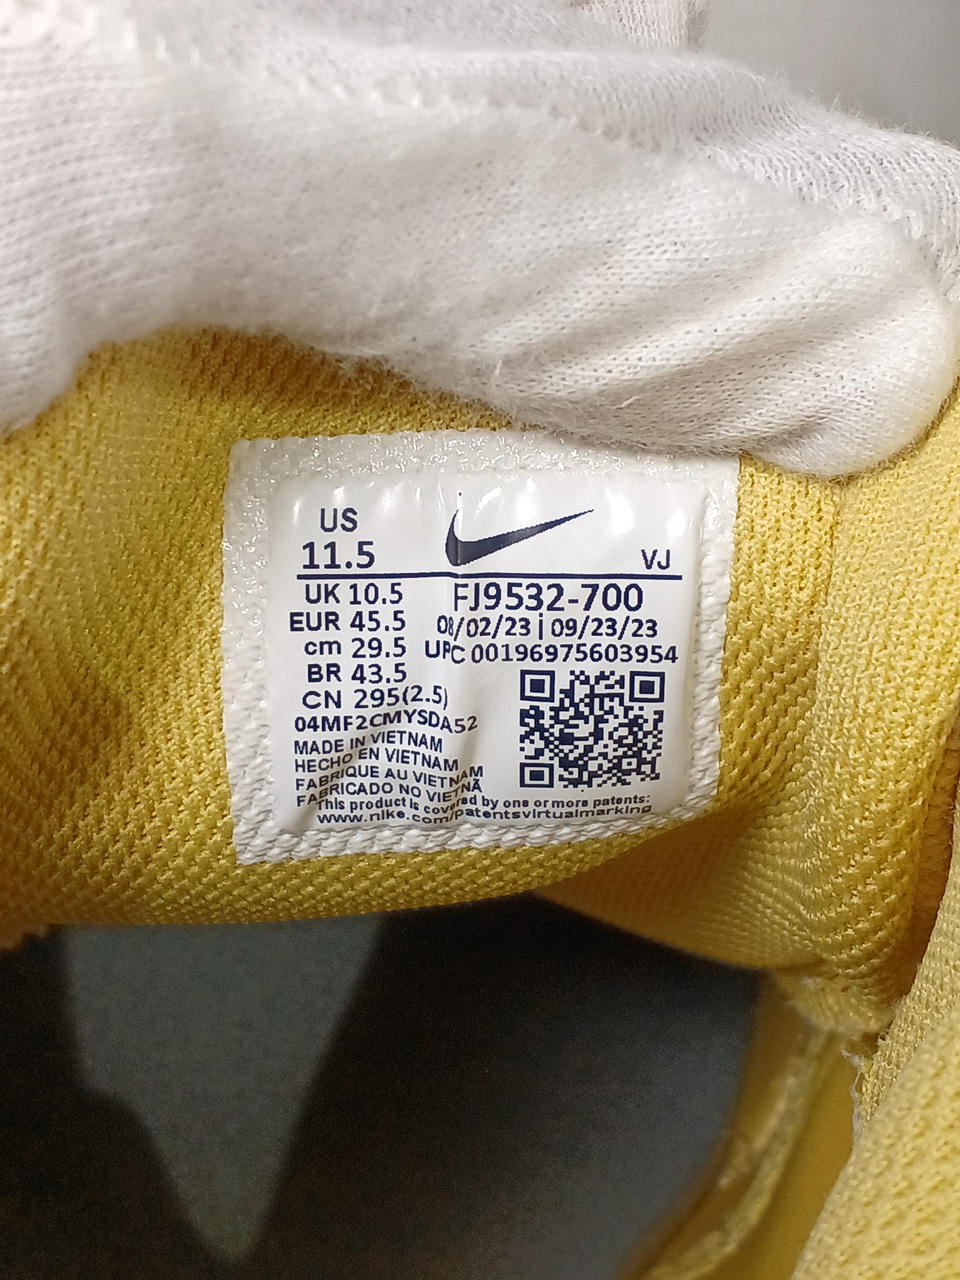 US
11.5
VJ
UK 10.5
EUR 45.5
cm 29.5
BR 43.5
CN 295(2.5)
FJ9532-700
08/02/23 | 09/23/23
UPC 00196975603954
04MF2CMYSDA52
MADE IN VIETNAM
HECHO EN VIETNAM
FABRIQUE AU VIETNAM
FABRICADO NO VIETNÃ
This product is covered by one or more patents:
www.nike.com/patentsvirtualmarking